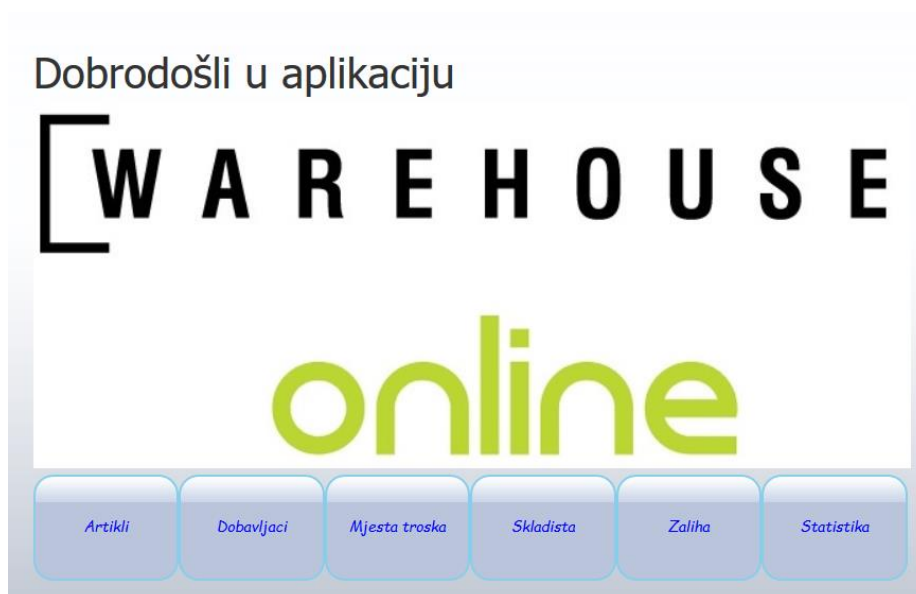 Dobrodošli u aplikaciju
WAREHOUSE
online
Artikli Dobavljaci Mjesta troska Skladista Zaliha Statistika